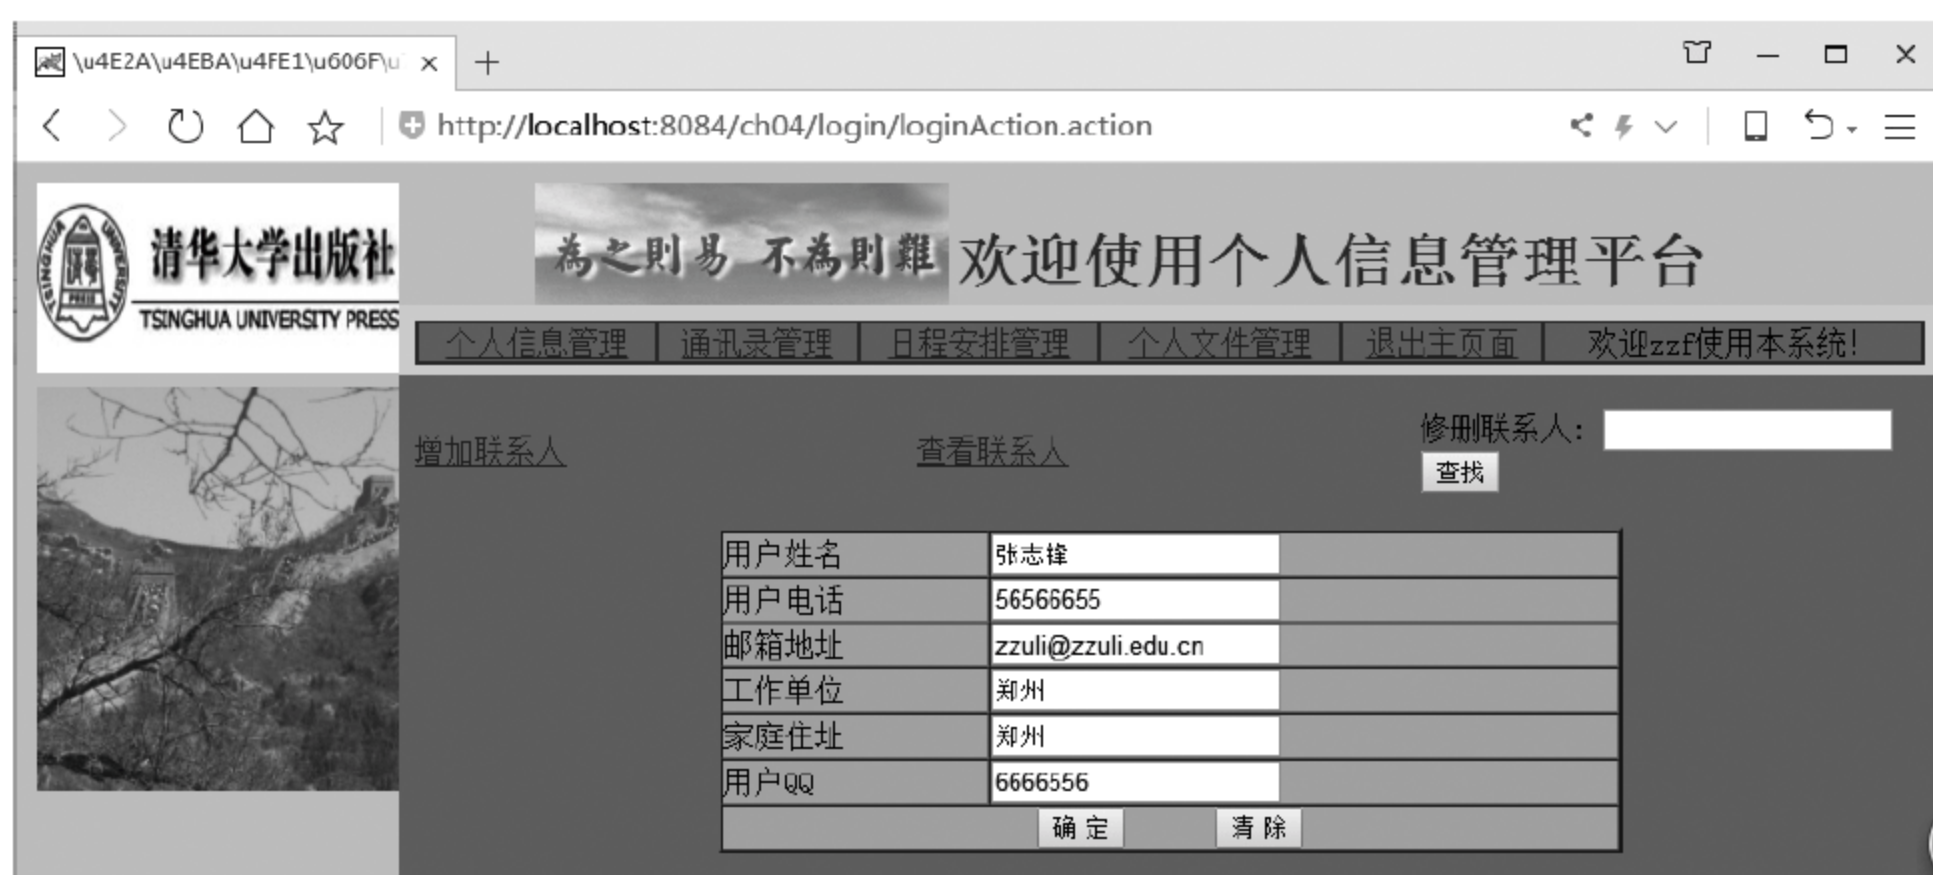 \u4E2A\u4EBA\u4FE1\u606F\u
http://localhost:8084/ch04/login/loginAction.action
清华大学出版社
TSINGHUA UNIVERSITY PRESS
為之則易 不為則難
欢迎使用个人信息管理平台
个人信息管理 通讯录管理 日程安排管理 个人文件管理 退出主页面 欢迎zzf使用本系统!
增加联系人 查看联系人 修删联系人:
查找
用户姓名 张志锋
用户电话 56566655
邮箱地址 zzuli@zzuli.edu.cn
工作单位 郑州
家庭住址 郑州
用户QQ 6666556
确 定 清 除